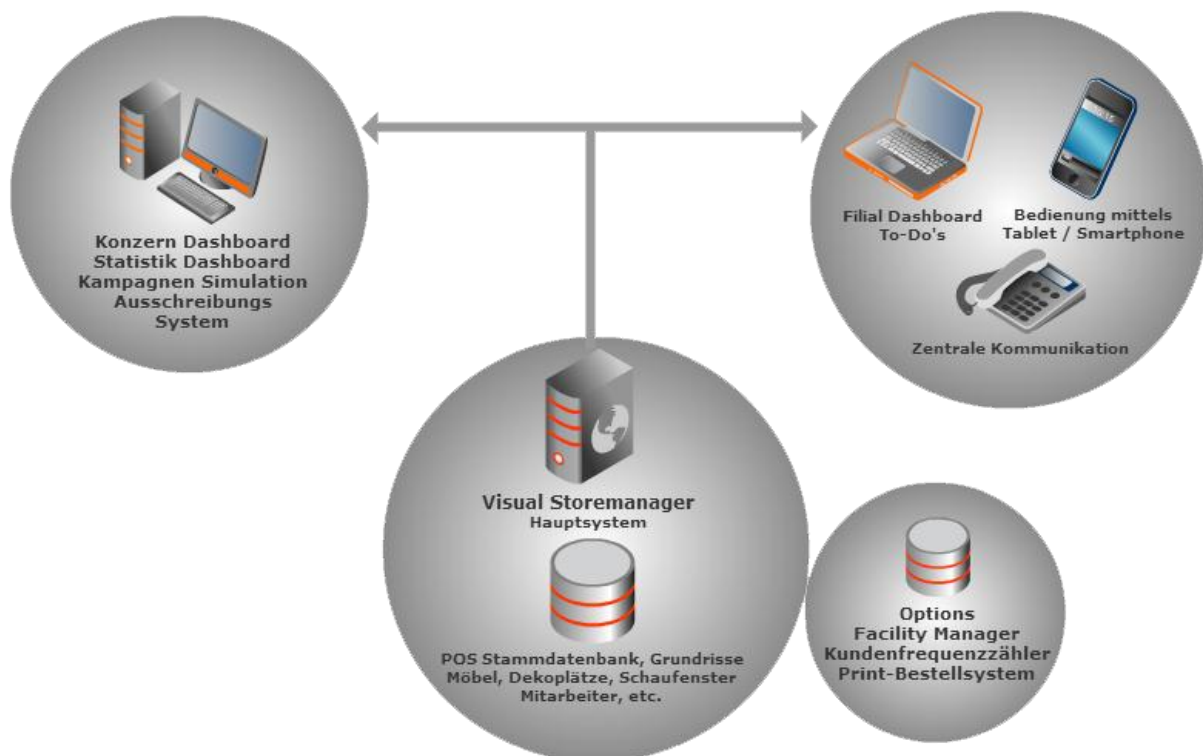 Konzern Dashboard
Statistik Dashboard
Kampagnen Simulation
Ausschreibungs
System
Filial Dashboard
To-Do's
Bedienung mittels
Tablet / Smartphone
Zentrale Kommunikation
Visual Storemanager
Hauptsystem
POS Stammdatenbank, Grundrisse
Möbel, Dekoplätze, Schaufenster
Mitarbeiter, etc.
Options
Facility Manager
Kundenfrequenzzähler
Print-Bestellsystem